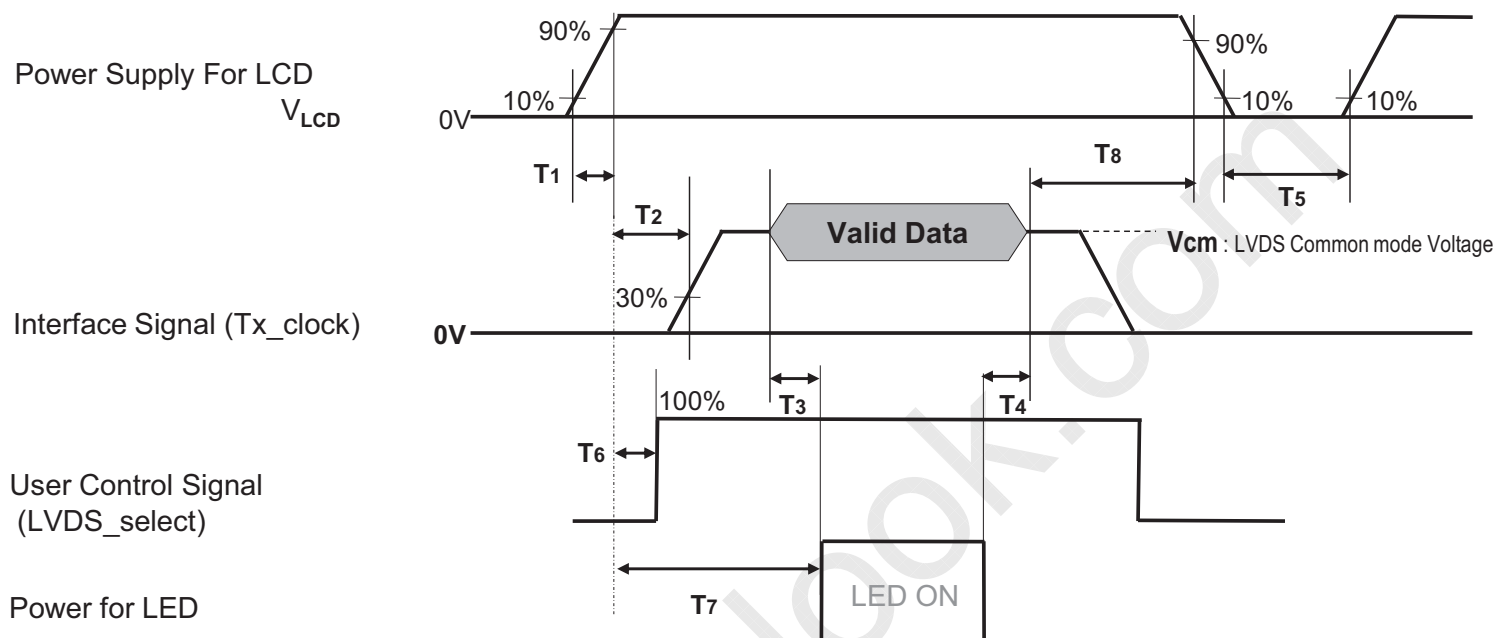 90%
90%
Power Supply For LCD
VLCD
10%
10%
10%
0V
T1
T8
T5
T2
Valid Data
Vcm : LVDS Common mode Voltage
30%
Interface Signal (Tx_clock)
0V
T3
T4
100%
T6
User Control Signal
(LVDS_select)
T7
LED ON
Power for LED
look.com